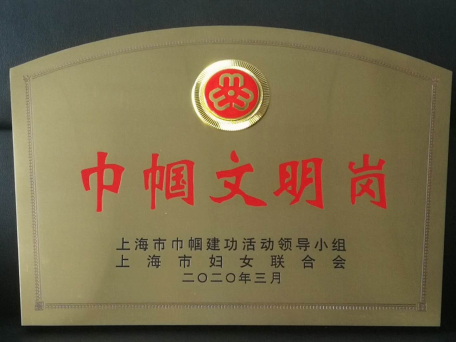 巾帼文明岗
上海市巾帼建功活动领导小组
上海市妇女联合会
二〇二〇年三月